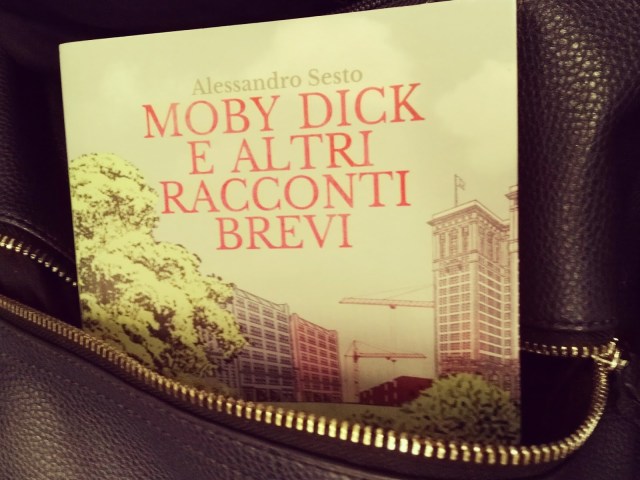 Alessandro Sesto
MOBY DICK
E ALTRI
RACCONTI
BREVI